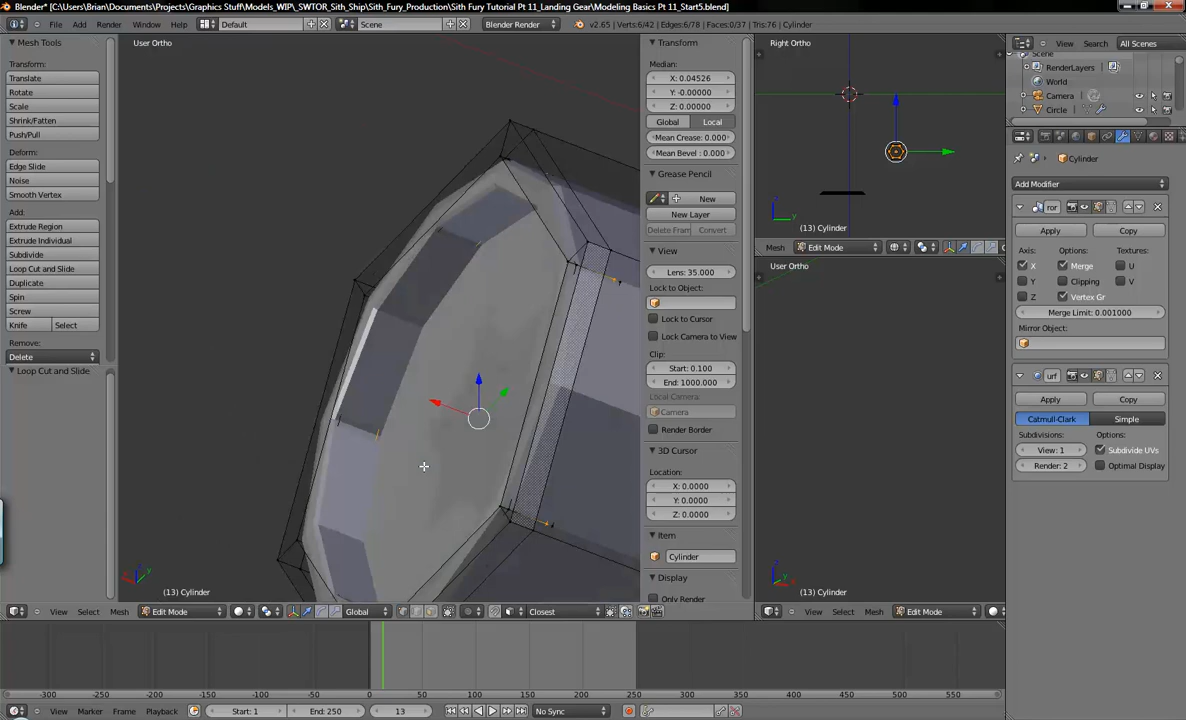 Blender* [C:\Users\Brian\Documents\Projects\Graphics Stuff\Models_WIP\_SWTOR_Sith_Ship\Sith_Fury_Production\Sith Fury Tutorial Pt 11_Landing Gear\Modeling Basics Pt 11_Start5.blend]
File Add Render Window Help Default Scene Blender Render v2.65 | Verts:6/42 | Edges:6/78 | Faces:0/37 | Tris:76 | Cylinder
Mesh Tools
Transform:
Translate
Rotate
Scale
Shrink/Fatten
Push/Pull
Deform:
Edge Slide
Noise
Smooth Vertex
Add:
Extrude Region
Extrude Individual
Subdivide
Loop Cut and Slide
Duplicate
Spin
Screw
Knife Select
Remove:
Delete
Loop Cut and Slide
User Ortho
(13) Cylinder
View Select Mesh Edit Mode Global Closest
Transform
Median:
X: 0.04526
Y: -0.00000
Z: 0.00000
Global Local
Mean Crease: 0.000
Mean Bevel : 0.000
Grease Pencil
New
New Layer
Delete Fram Convert
View
Lens: 35.000
Lock to Object:
Lock to Cursor
Lock Camera to View
Clip:
Start: 0.100
End: 1000.000
Local Camera:
Camera
Render Border
3D Cursor
Location:
X: 0.0000
Y: 0.0000
Z: 0.0000
Item
Cylinder
Display
Only Render
Right Ortho
(13) Cylinder
Mesh Edit Mode
User Ortho
(13) Cylinder
View Select Mesh Edit Mode
View Search All Scenes
Scene
RenderLayers
World
Camera
Circle
Cylinder
Add Modifier
ror
Apply Copy
Axis: Options: Textures:
X Merge U
Y Clipping V
Z Vertex Gr
Merge Limit: 0.001000
Mirror Object:
urf
Apply Copy
Catmull-Clark Simple
Subdivisions: Options:
View: 1 Subdivide UVs
Render: 2 Optimal Display
-300 -250 -200 -150 -100 -50 0 50 100 150 200 250 300 350 400 450 500 550
View Marker Frame Playback Start: 1 End: 250 13 No Sync